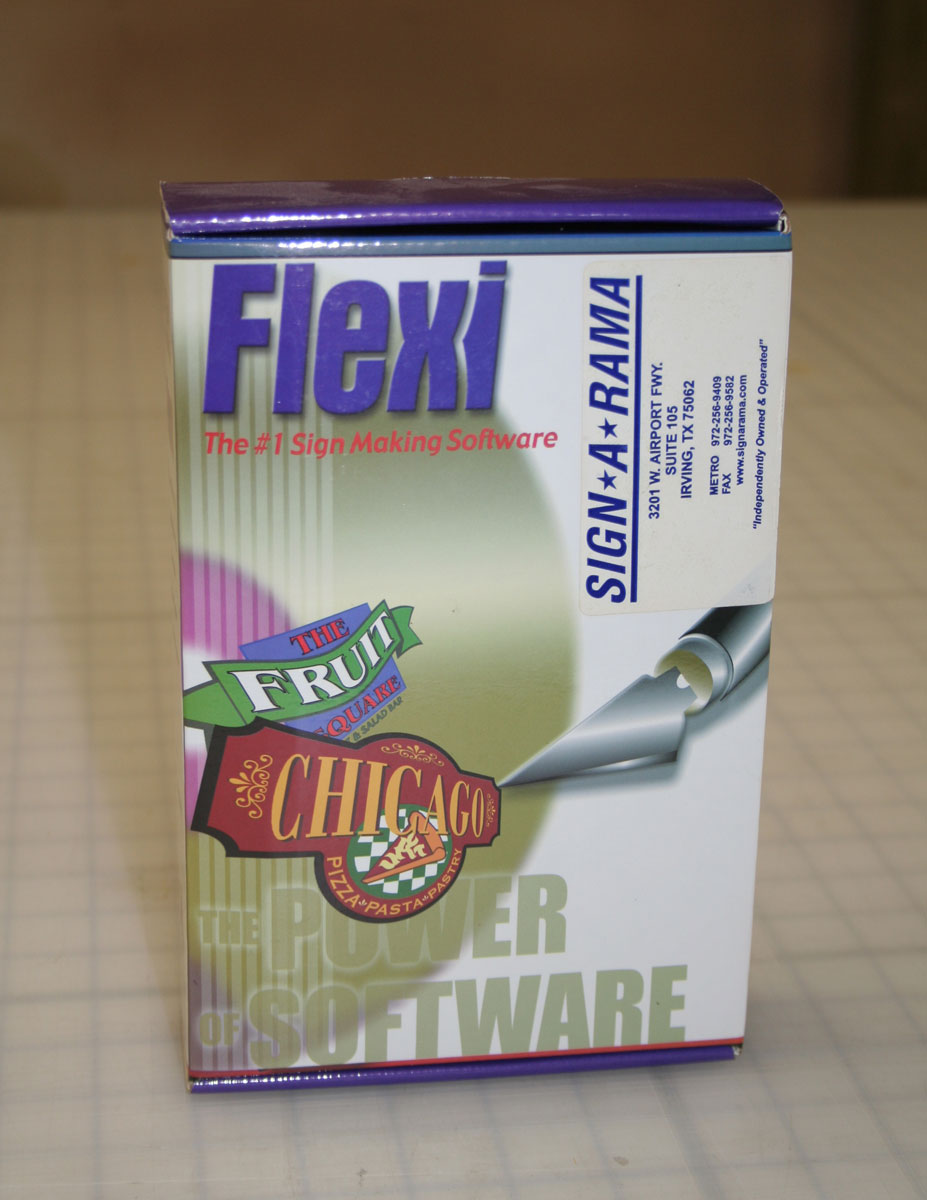 Flexi
The #1 Sign Making Software
SIGN★A★RAMA
3201 W. AIRPORT FWY.
SUITE 105
IRVING, TX 75062
METRO 972-256-9409
FAX 972-256-9582
www.signarama.com
"Independently Owned & Operated"
THE
FRUIT
SQUARE
& SALAD BAR
CHICAGO
PIZZA PASTA PASTRY
THE POWER
OF SOFTWARE